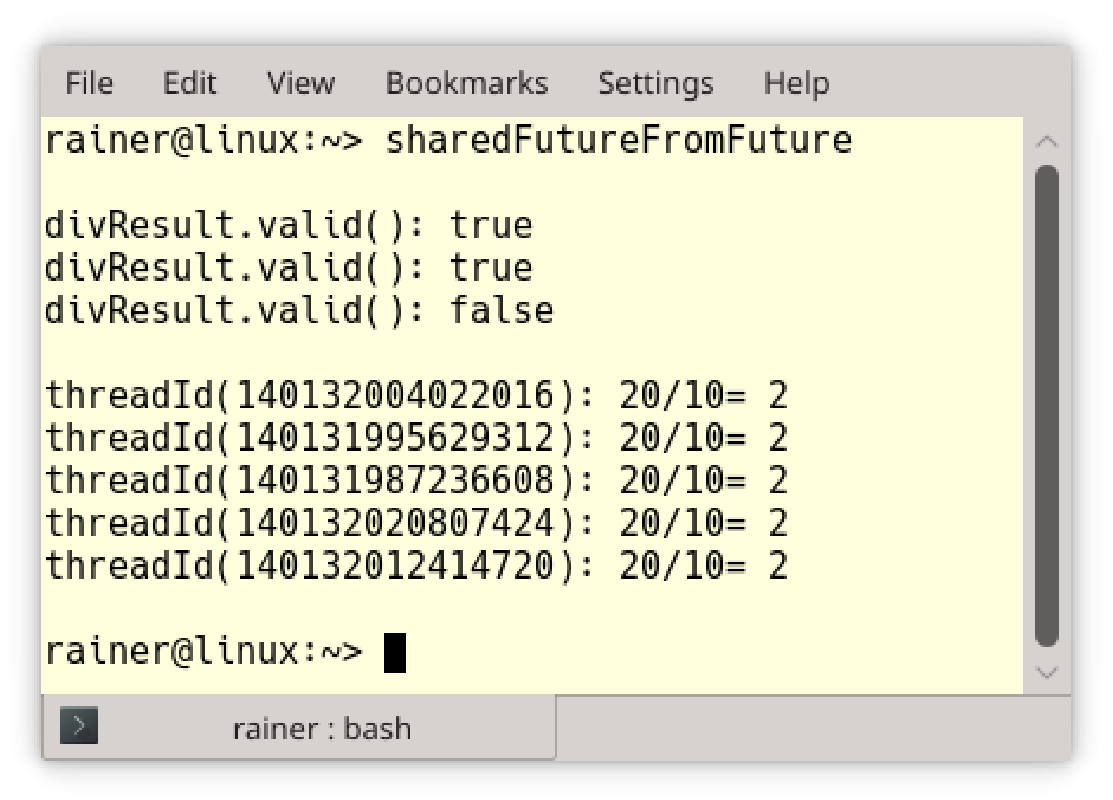 File Edit View Bookmarks Settings Help
rainer@linux:~> sharedFutureFromFuture
divResult.valid(): true
divResult.valid(): true
divResult.valid(): false
threadId(140132004022016): 20/10= 2
threadId(140131995629312): 20/10= 2
threadId(140131987236608): 20/10= 2
threadId(140132020807424): 20/10= 2
threadId(140132012414720): 20/10= 2
rainer@linux:~>
rainer : bash